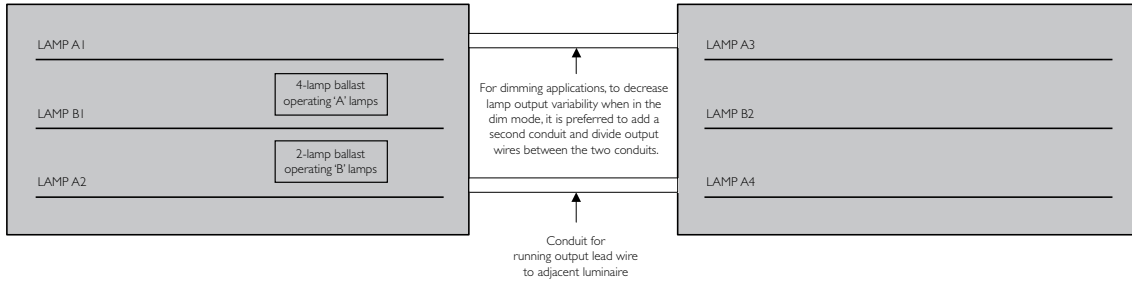 LAMP A1
4-lamp ballast
operating 'A' lamps
LAMP B1
2-lamp ballast
operating 'B' lamps
LAMP A2
For dimming applications, to decrease
lamp output variability when in the
dim mode, it is preferred to add a
second conduit and divide output
wires between the two conduits.
Conduit for
running output lead wire
to adjacent luminaire
LAMP A3
LAMP B2
LAMP A4